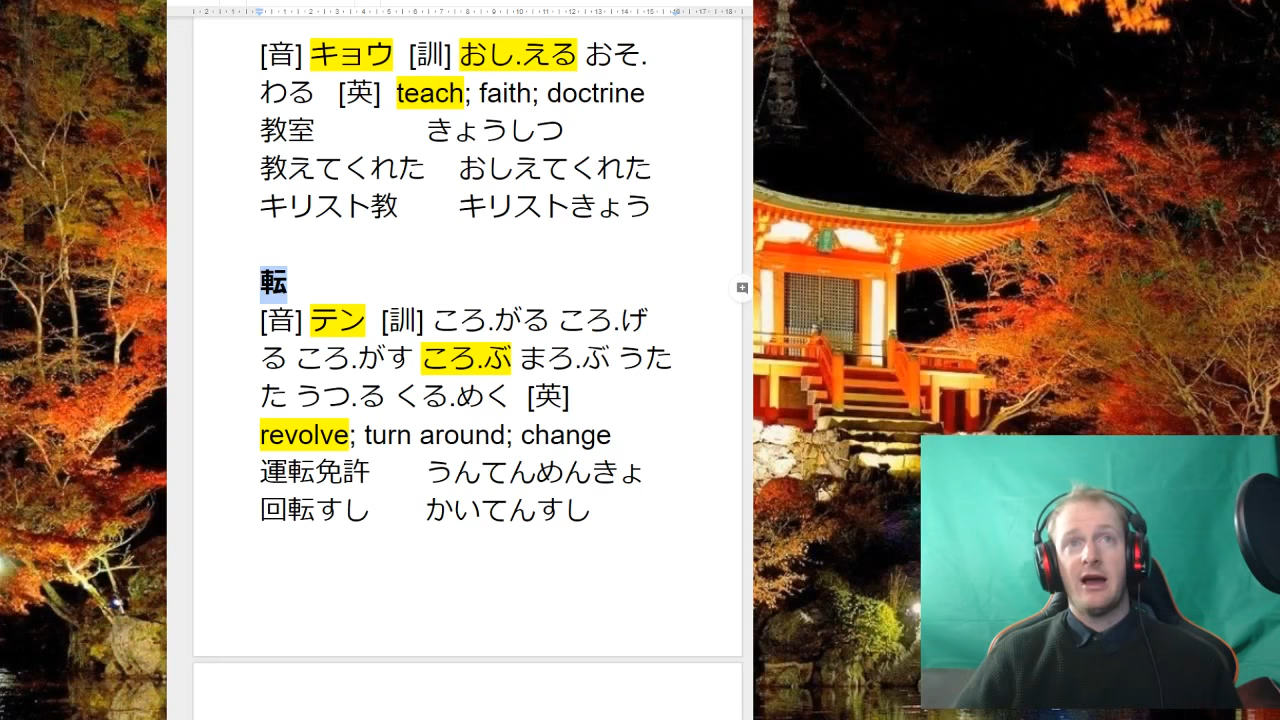 [音] キョウ [訓] おし.える おそ.
わる [英] teach; faith; doctrine
教室 きょうしつ
教えてくれた おしえてくれた
キリスト教 キリストきょう
転
[音] テン [訓] ころ.がる ころ.げ
る ころ.がす ころ.ぶ まろ.ぶ うた
た うつ.る くる.めく [英]
revolve; turn around; change
運転免許 うんてんめんきょ
回転すし かいてんすし